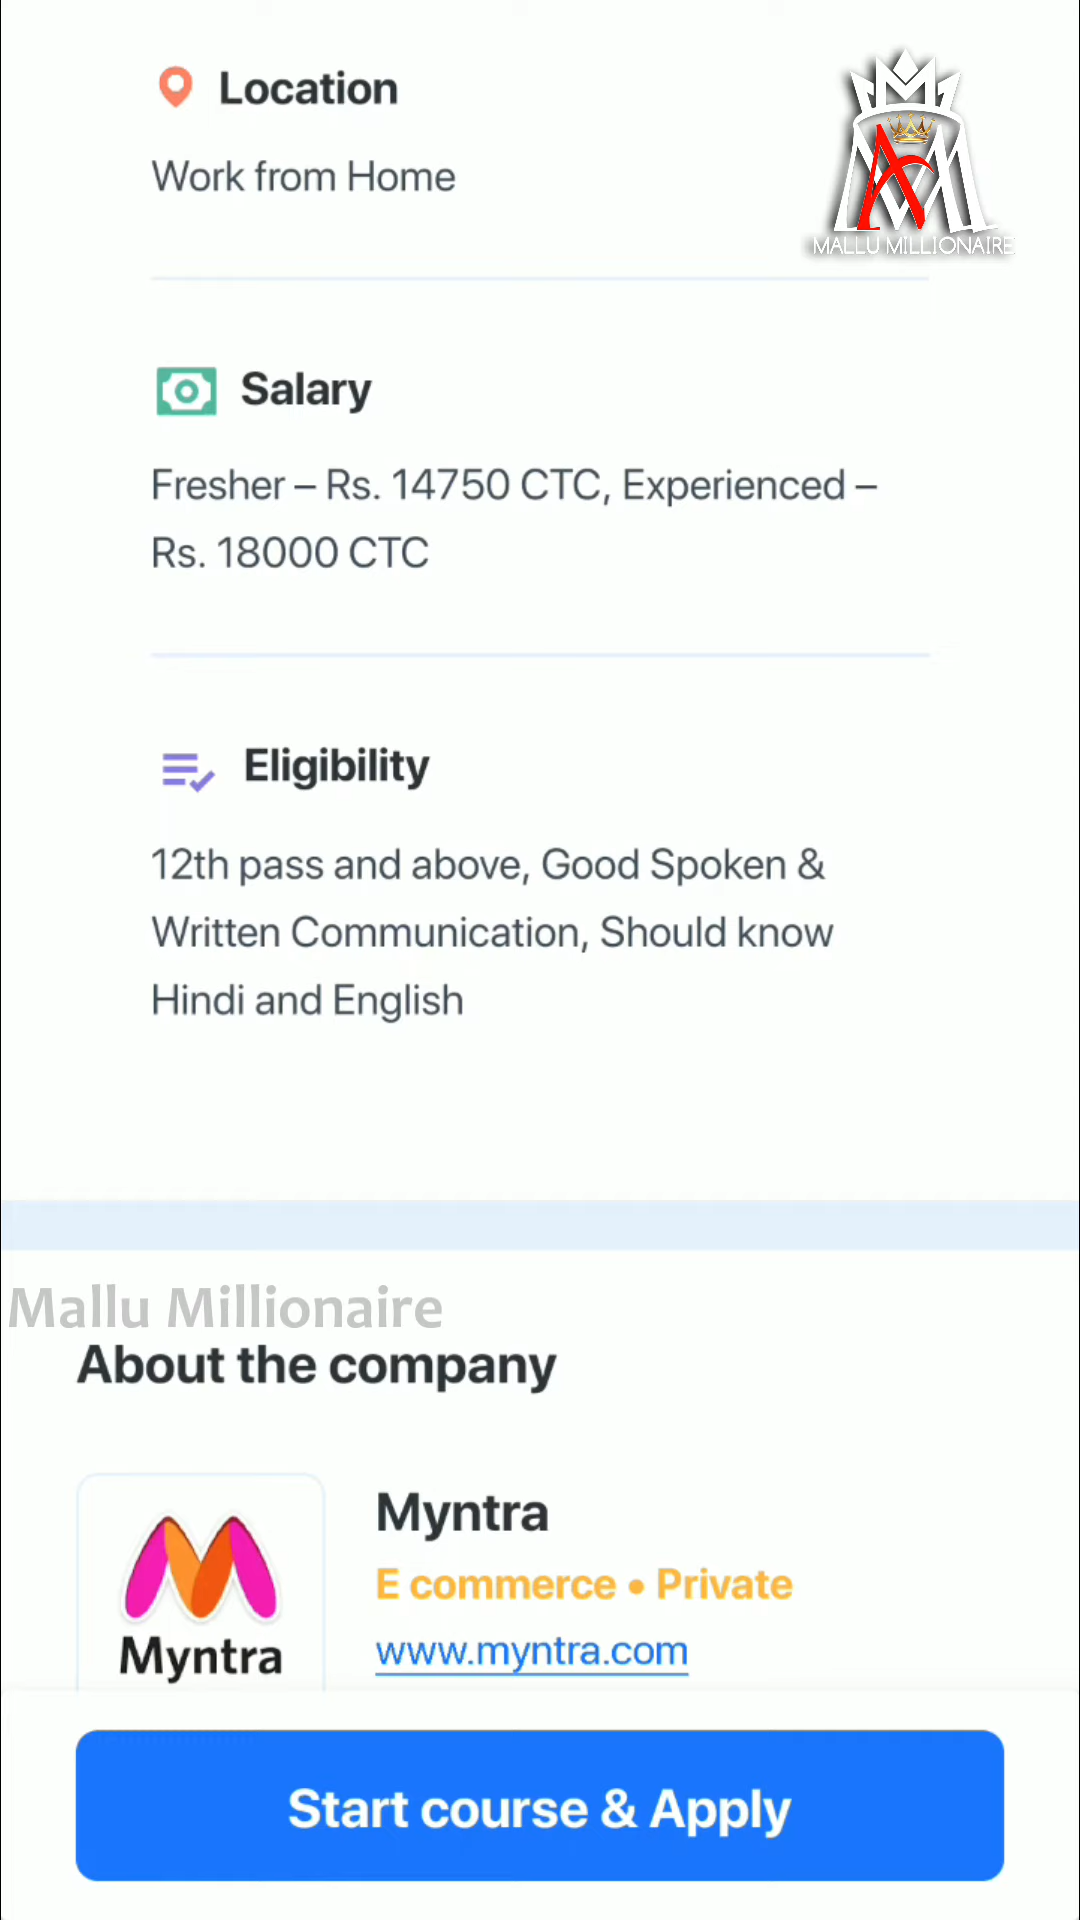 Location
Work from Home
MALLU MILLIONAIRE
Salary
Fresher – Rs. 14750 CTC, Experienced –
Rs. 18000 CTC
Eligibility
12th pass and above, Good Spoken &
Written Communication, Should know
Hindi and English
Mallu Millionaire
About the company
Myntra
E commerce • Private
www.myntra.com
Myntra
Start course & Apply